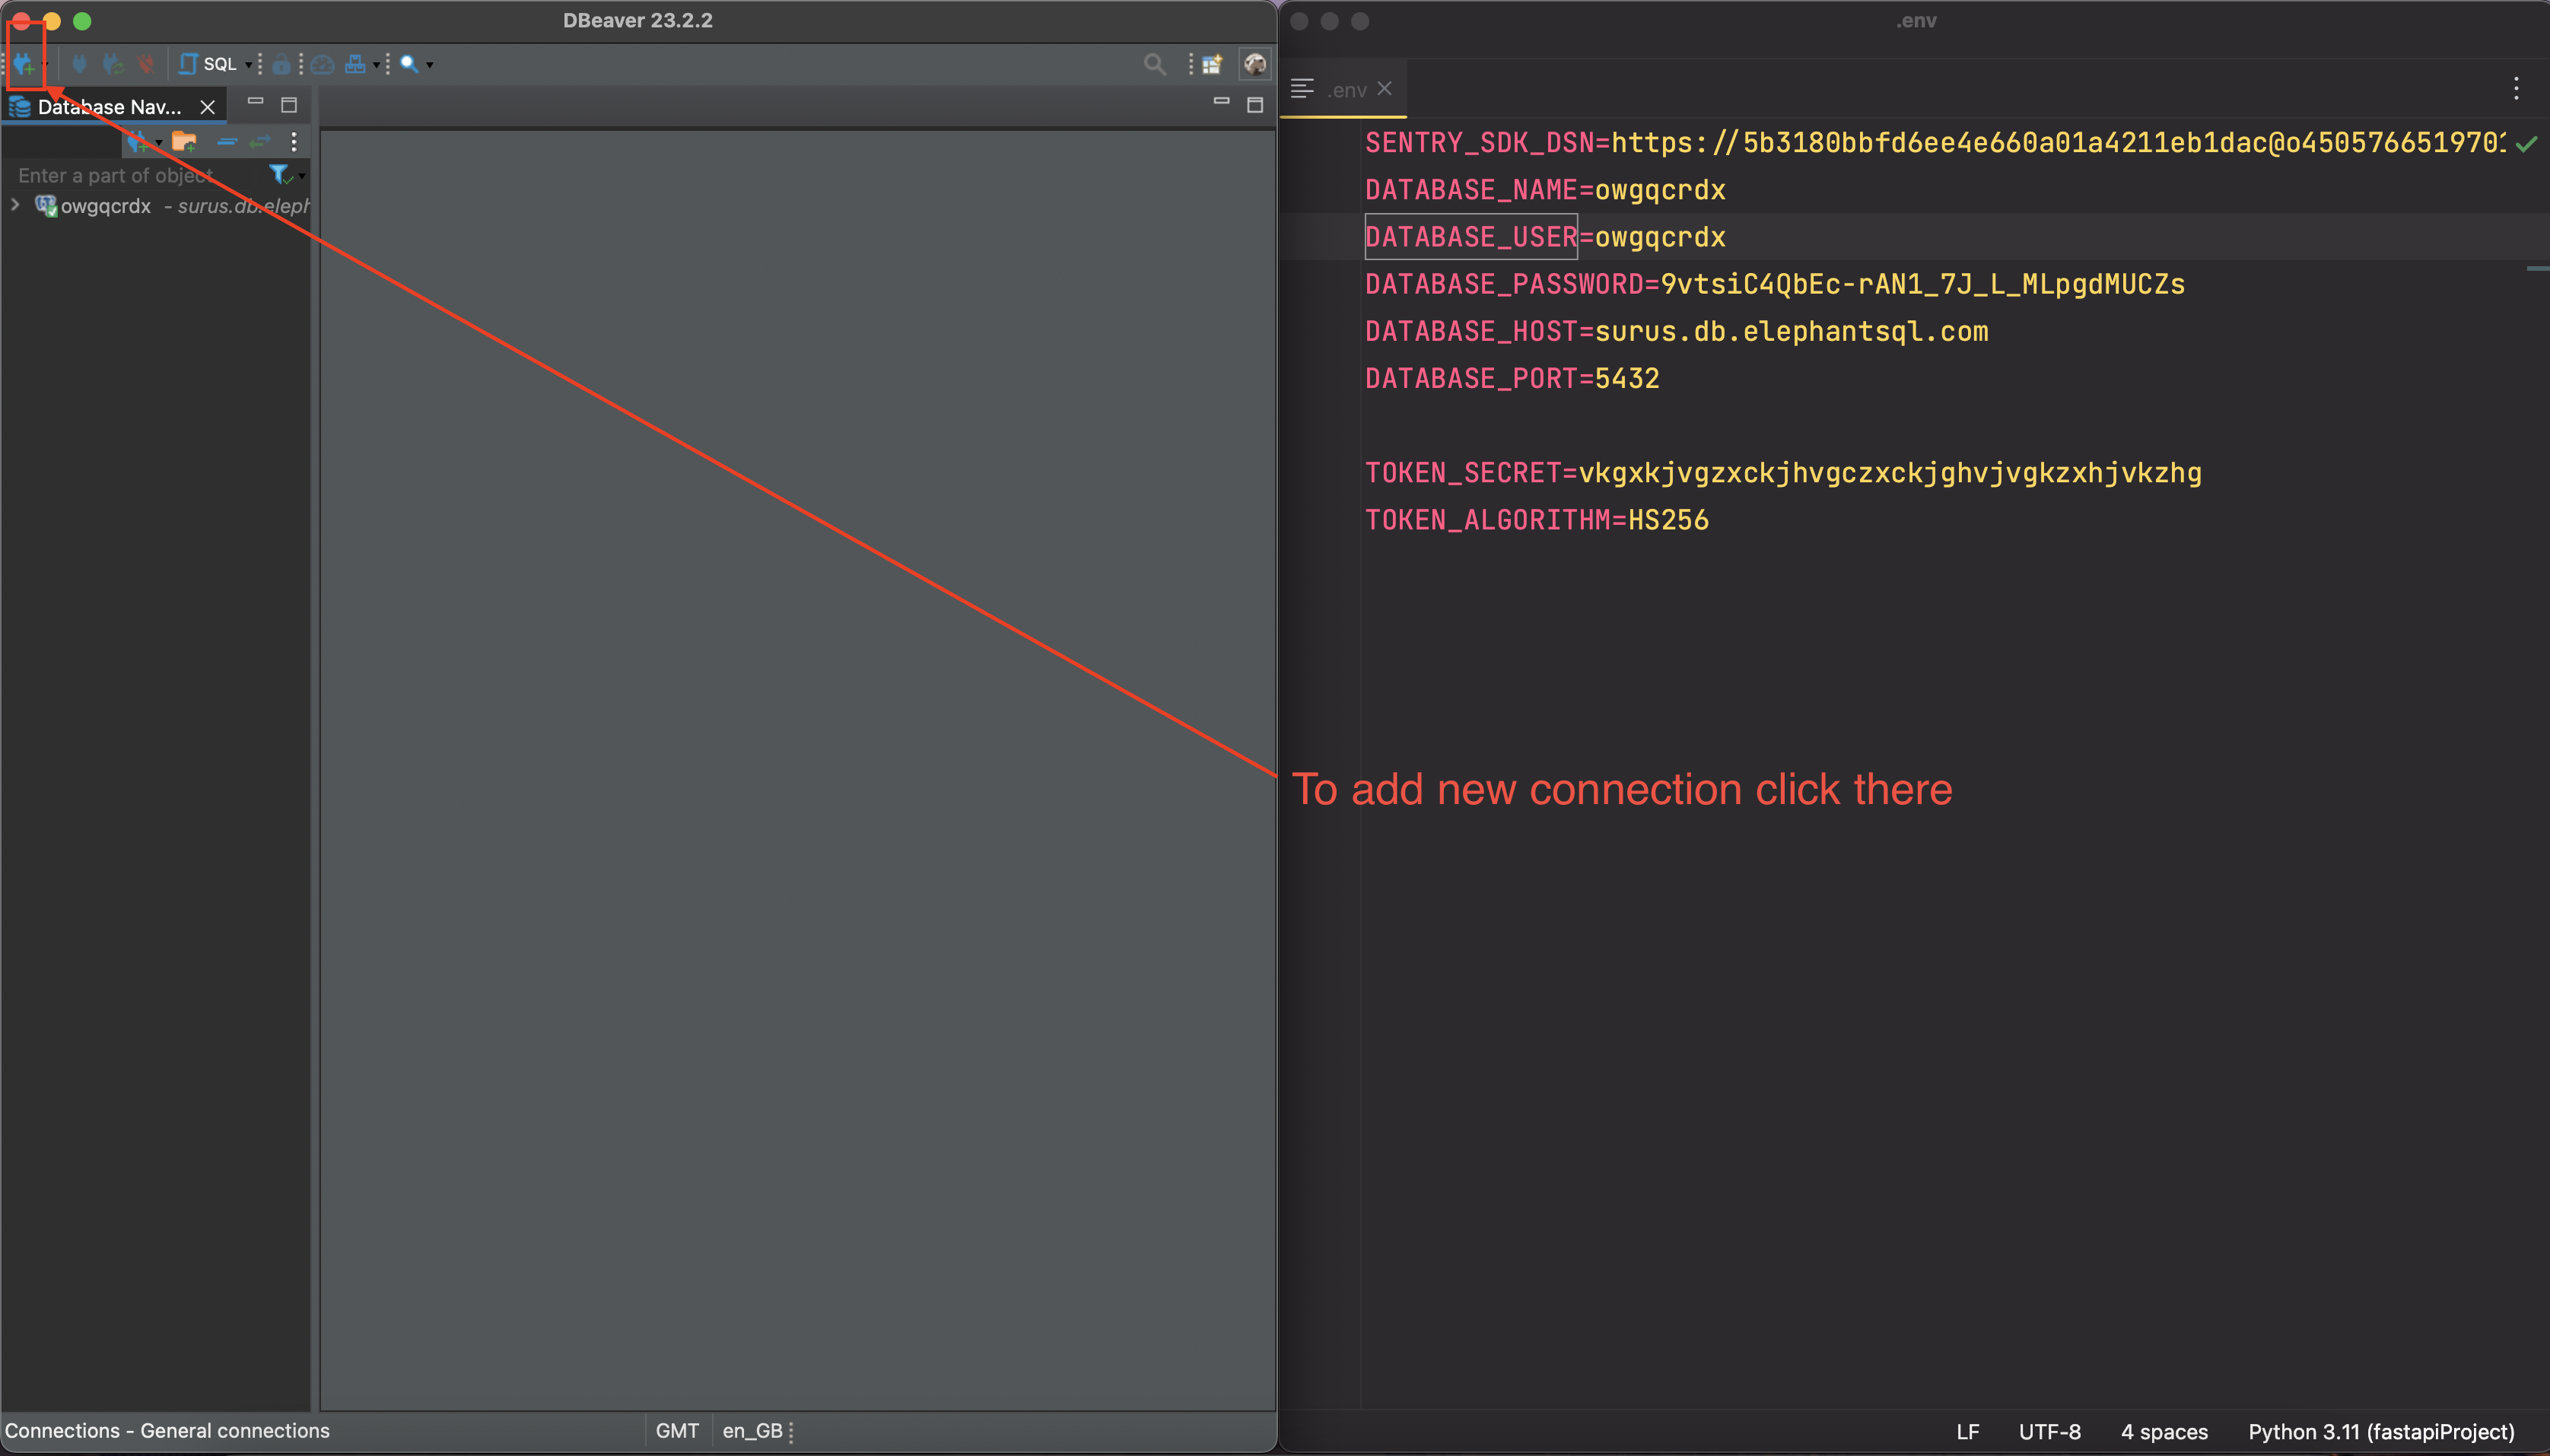 DBeaver 23.2.2
SQL
Database Nav...
Enter a part of object
owgqcrdx - surus.db.eleph
Connections - General connections
GMT
en_GB
.env
.env
SENTRY_SDK_DSN=https://5b3180bbfd6ee4e660a01a4211eb1dac@o4505766519701
DATABASE_NAME=owgqcrdx
DATABASE_USER=owgqcrdx
DATABASE_PASSWORD=9vtsiC4QbEc-rAN1_7J_L_MLpgdMUCZs
DATABASE_HOST=surus.db.elephantsql.com
DATABASE_PORT=5432
TOKEN_SECRET=vkgxkjvgzxckjhvgczxckjghvjvgkzxhjvkzhg
TOKEN_ALGORITHM=HS256
To add new connection click there
LF
UTF-8
4 spaces
Python 3.11 (fastapiProject)